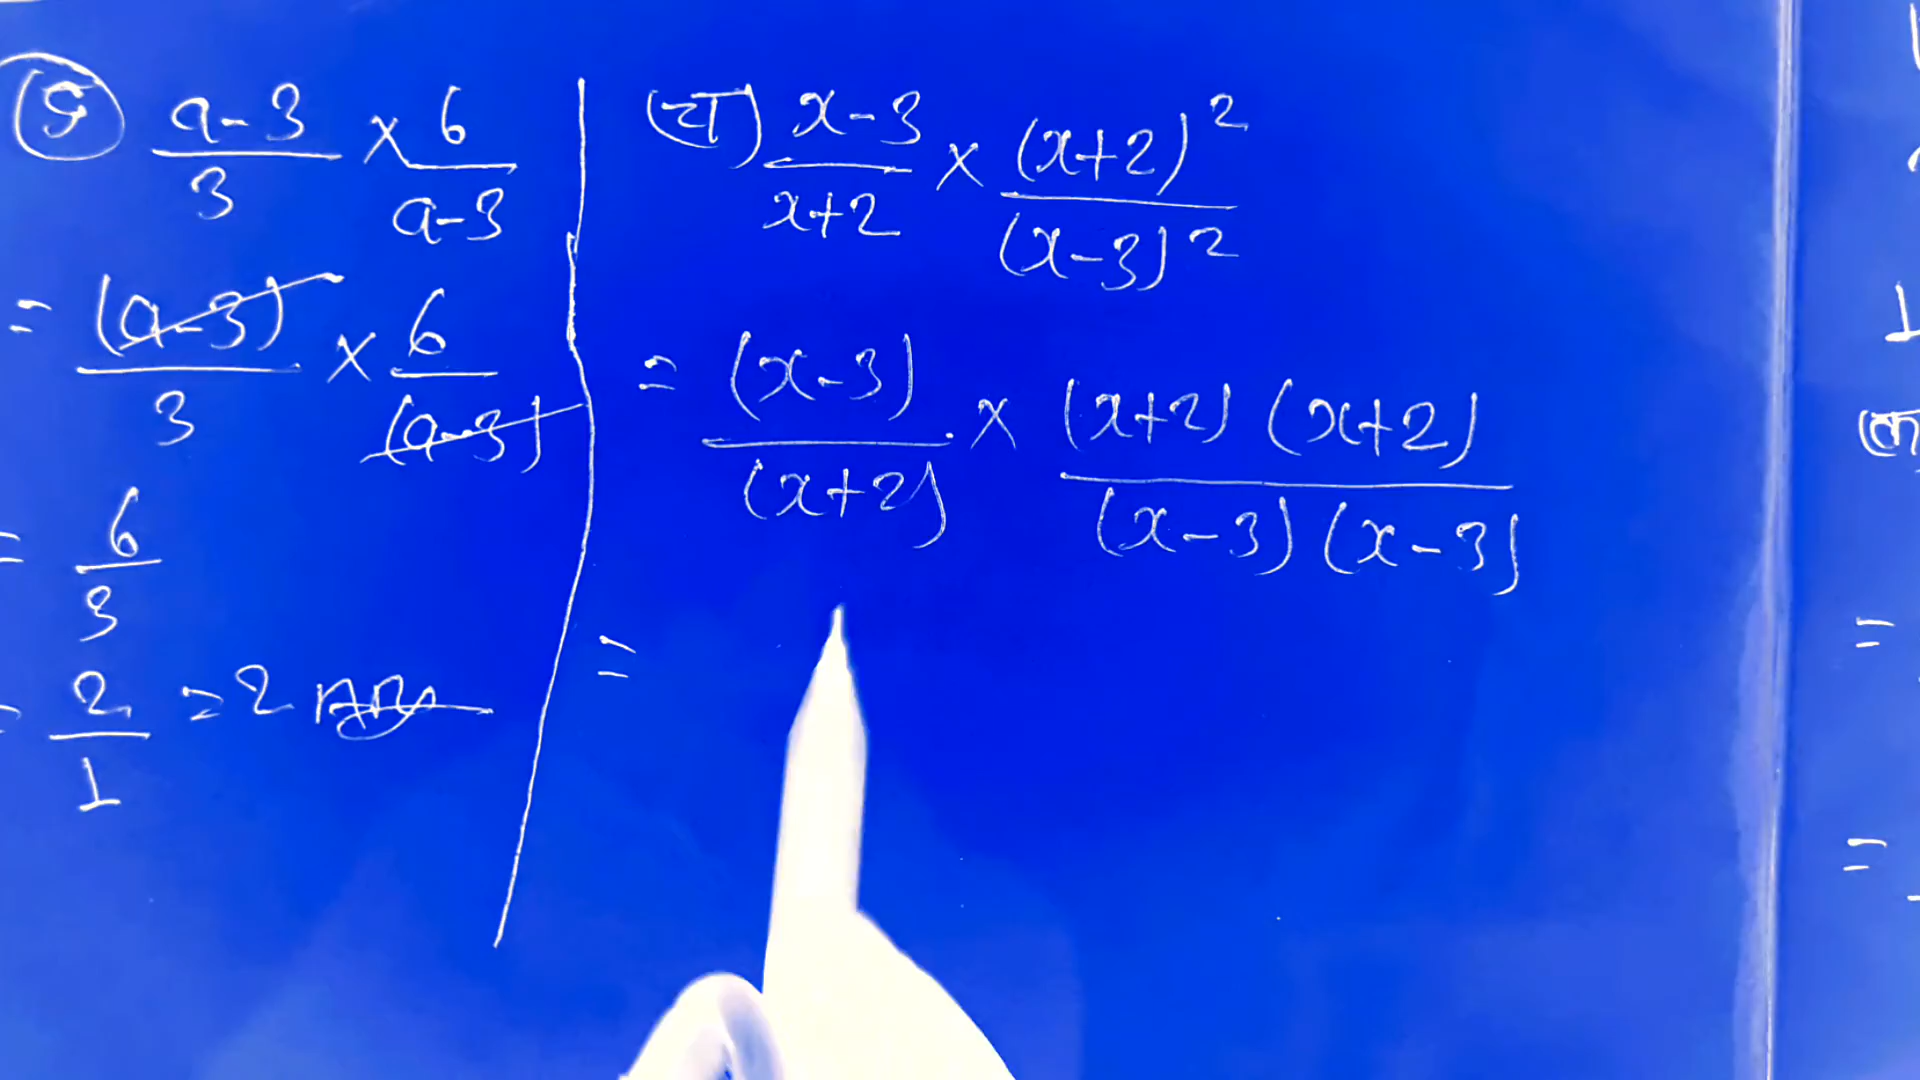 (a-3)/3 × 6/(a-3)
= (a-3)/3 × 6/(a-3)
= 6/3
= 2/1 = 2 Ans
(य) (x-3)/(x+2) × (x+2)²/(x-3)²
= (x-3)/(x+2) × (x+2)(x+2)/(x-3)(x-3)
=
1
=
=